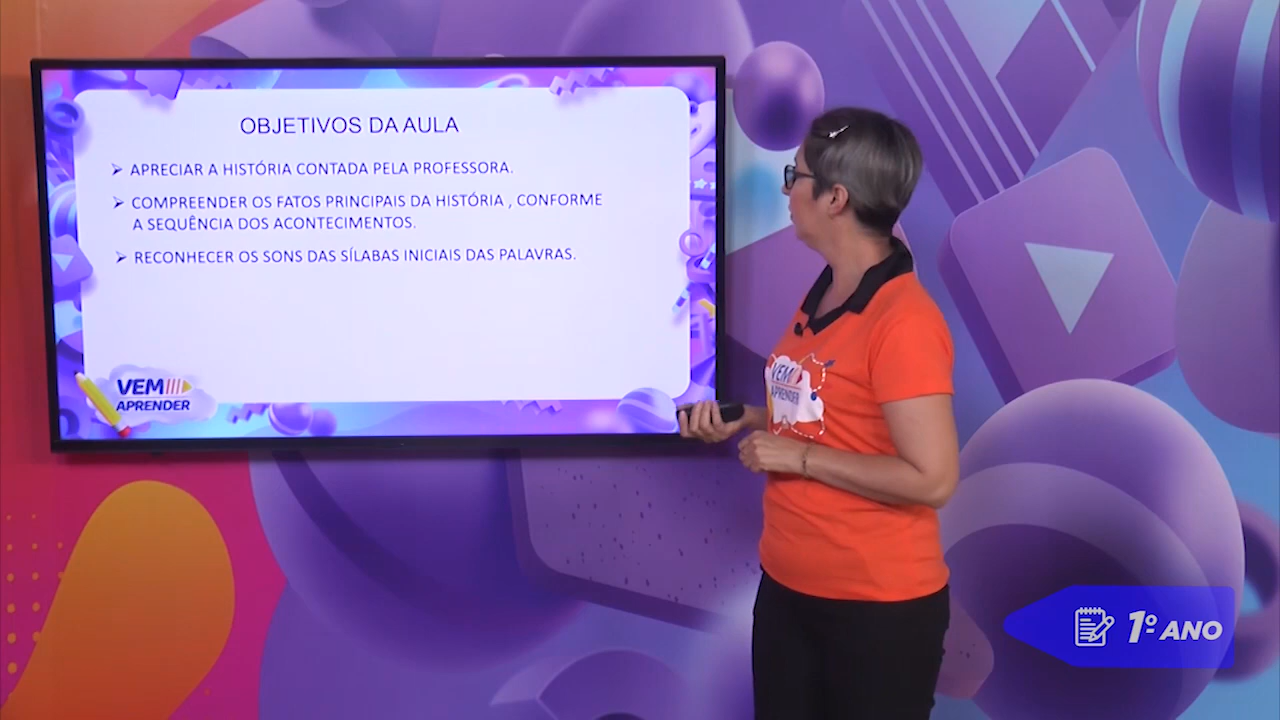 OBJETIVOS DA AULA
➢ APRECIAR A HISTÓRIA CONTADA PELA PROFESSORA.
➢ COMPREENDER OS FATOS PRINCIPAIS DA HISTÓRIA , CONFORME
A SEQUÊNCIA DOS ACONTECIMENTOS.
➢ RECONHECER OS SONS DAS SÍLABAS INICIAIS DAS PALAVRAS.
VEM
APRENDER
VEM
APRENDER
1º ANO